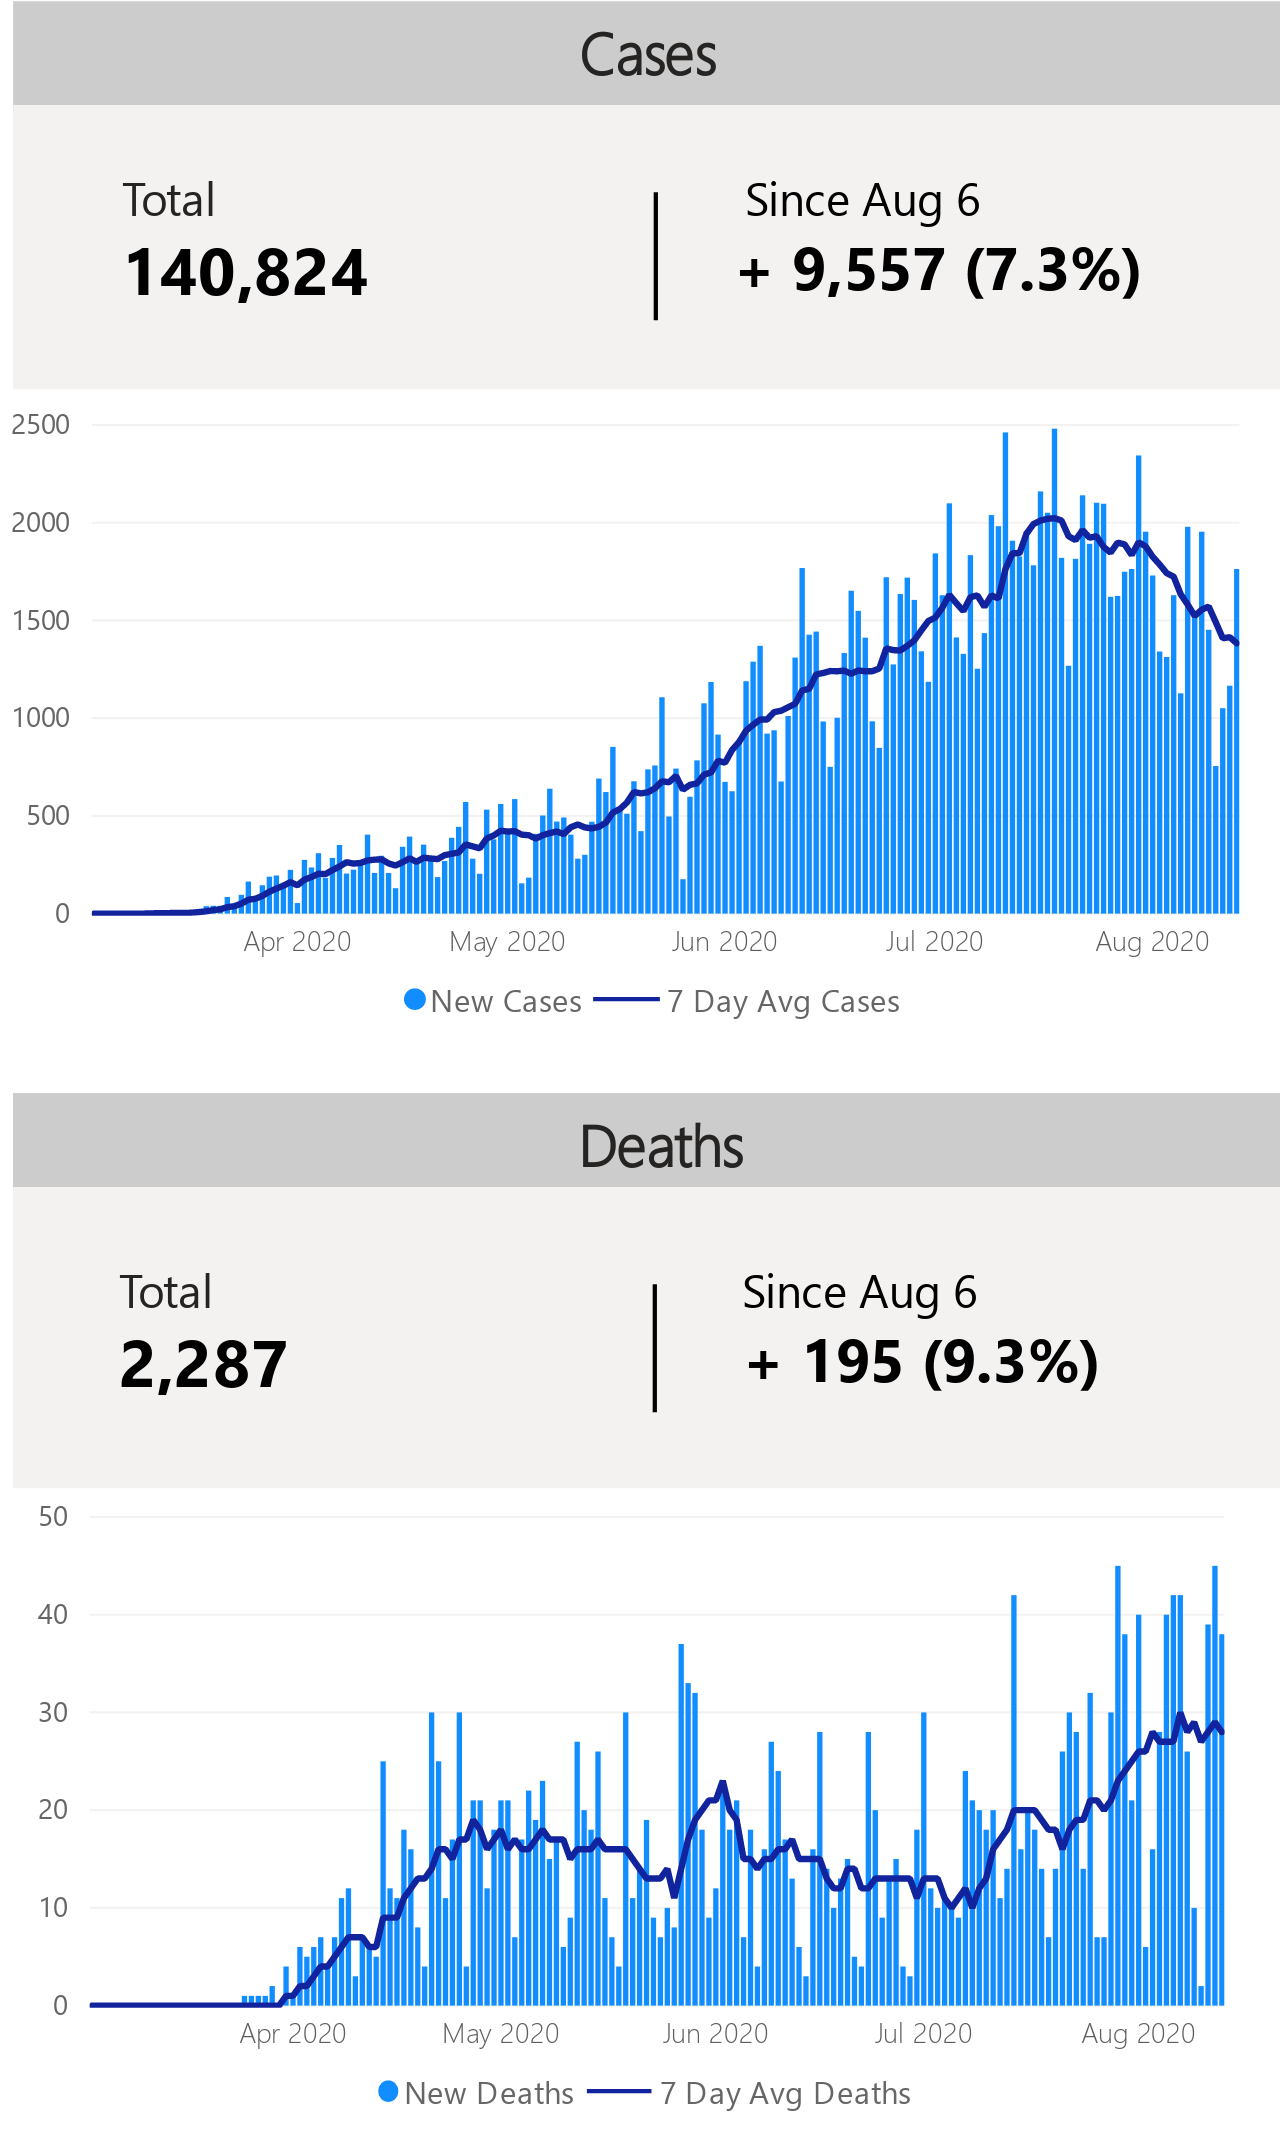 Cases
Total
Since Aug 6
140,824
+ 9,557 (7.3%)
2500
2000
1500
1000
500
0
Apr 2020
May 2020
Jun 2020
Jul 2020
Aug 2020
New Cases
7 Day Avg Cases
Deaths
Total
Since Aug 6
2,287
+ 195 (9.3%)
50
40
30
20
10
0
Apr 2020
May 2020
Jun 2020
Jul 2020
Aug 2020
New Deaths
7 Day Avg Deaths